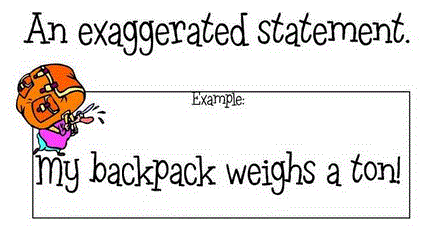 An exaggerated statement.
Example:
My backpack weighs a ton!